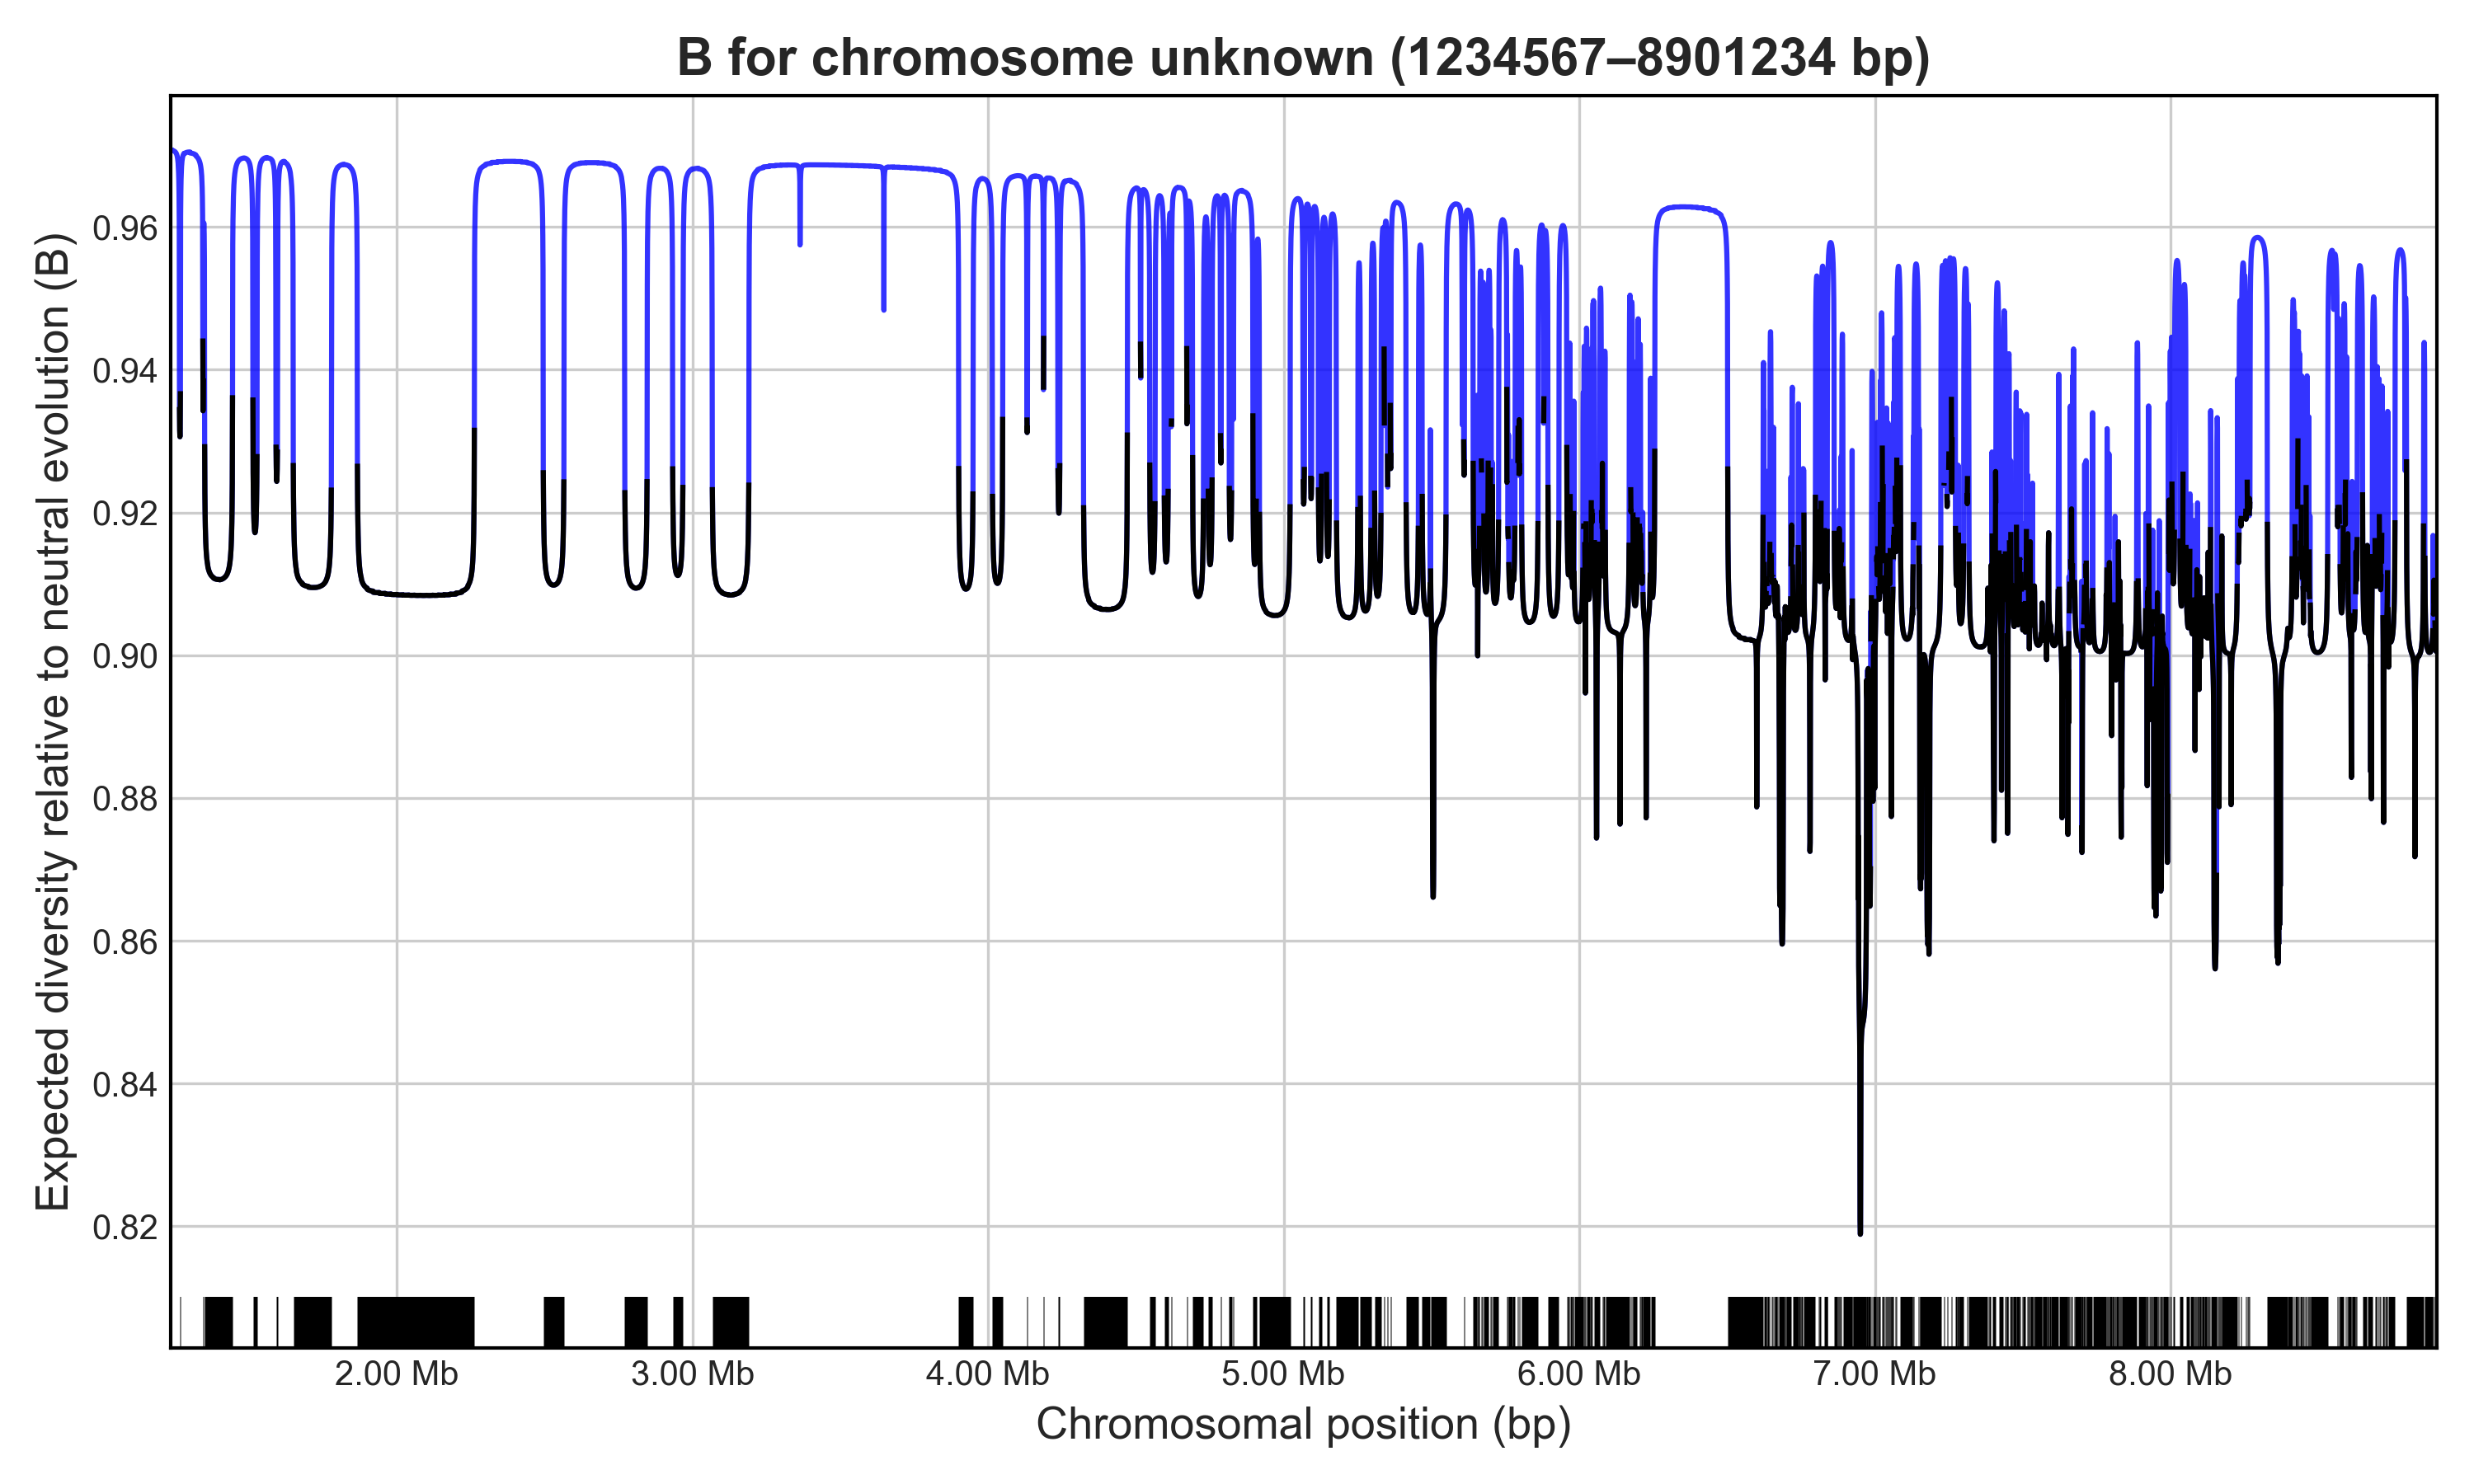 B for chromosome unknown (1234567–8901234 bp)
Expected diversity relative to neutral evolution (B)
0.96
0.94
0.92
0.90
0.88
0.86
0.84
0.82
2.00 Mb
3.00 Mb
4.00 Mb
5.00 Mb
6.00 Mb
7.00 Mb
8.00 Mb
Chromosomal position (bp)